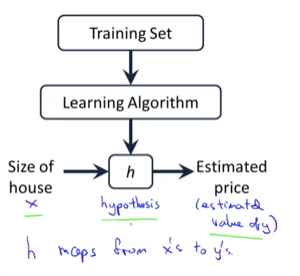 Training Set
Learning Algorithm
Size of
house
h
Estimated
price
x
hypothesis
(estimated
value of y)
h maps from x's to y's.